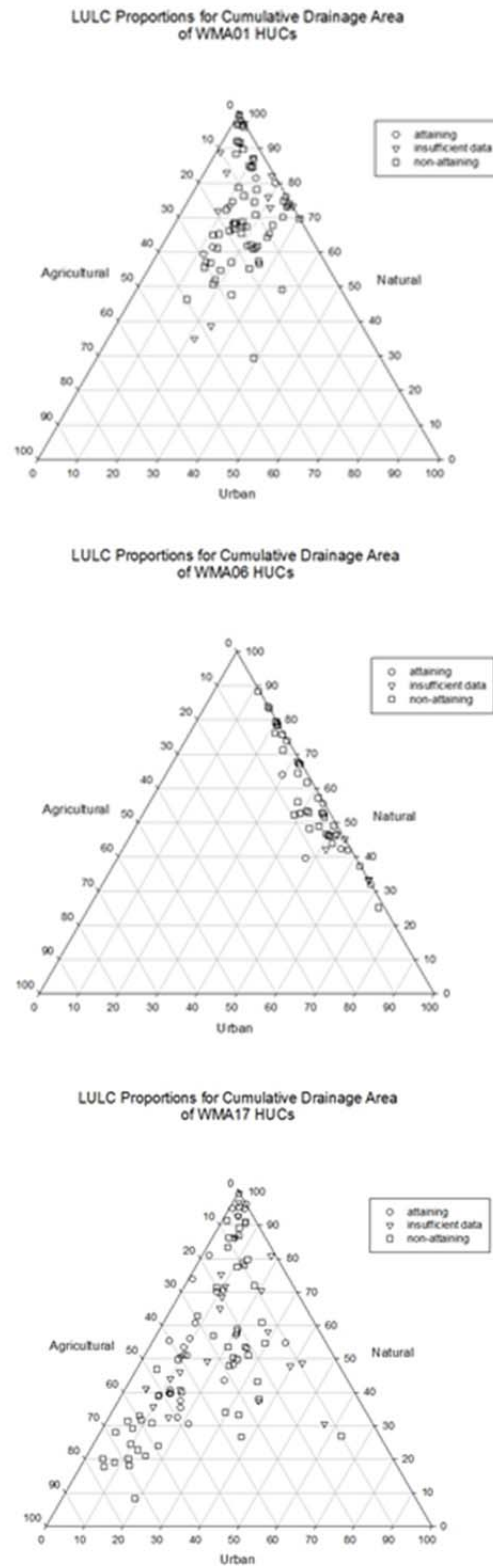 LULC Proportions for Cumulative Drainage Area
of WMA01 HUCs
0 100
attaining
insufficient data
non-attaining
10 90
20 80
30 70
40 60
Agricultural Natural
50 50
60 40
70 30
80 20
90 10
100 0
0 10 20 30 40 50 60 70 80 90 100
Urban
LULC Proportions for Cumulative Drainage Area
of WMA06 HUCs
0 100
attaining
insufficient data
non-attaining
10 90
20 80
30 70
40 60
Agricultural Natural
50 50
60 40
70 30
80 20
90 10
100 0
0 10 20 30 40 50 60 70 80 90 100
Urban
LULC Proportions for Cumulative Drainage Area
of WMA17 HUCs
0 100
attaining
insufficient data
non-attaining
10 90
20 80
30 70
40 60
Agricultural Natural
50 50
60 40
70 30
80 20
90 10
100 0
0 10 20 30 40 50 60 70 80 90 100
Urban